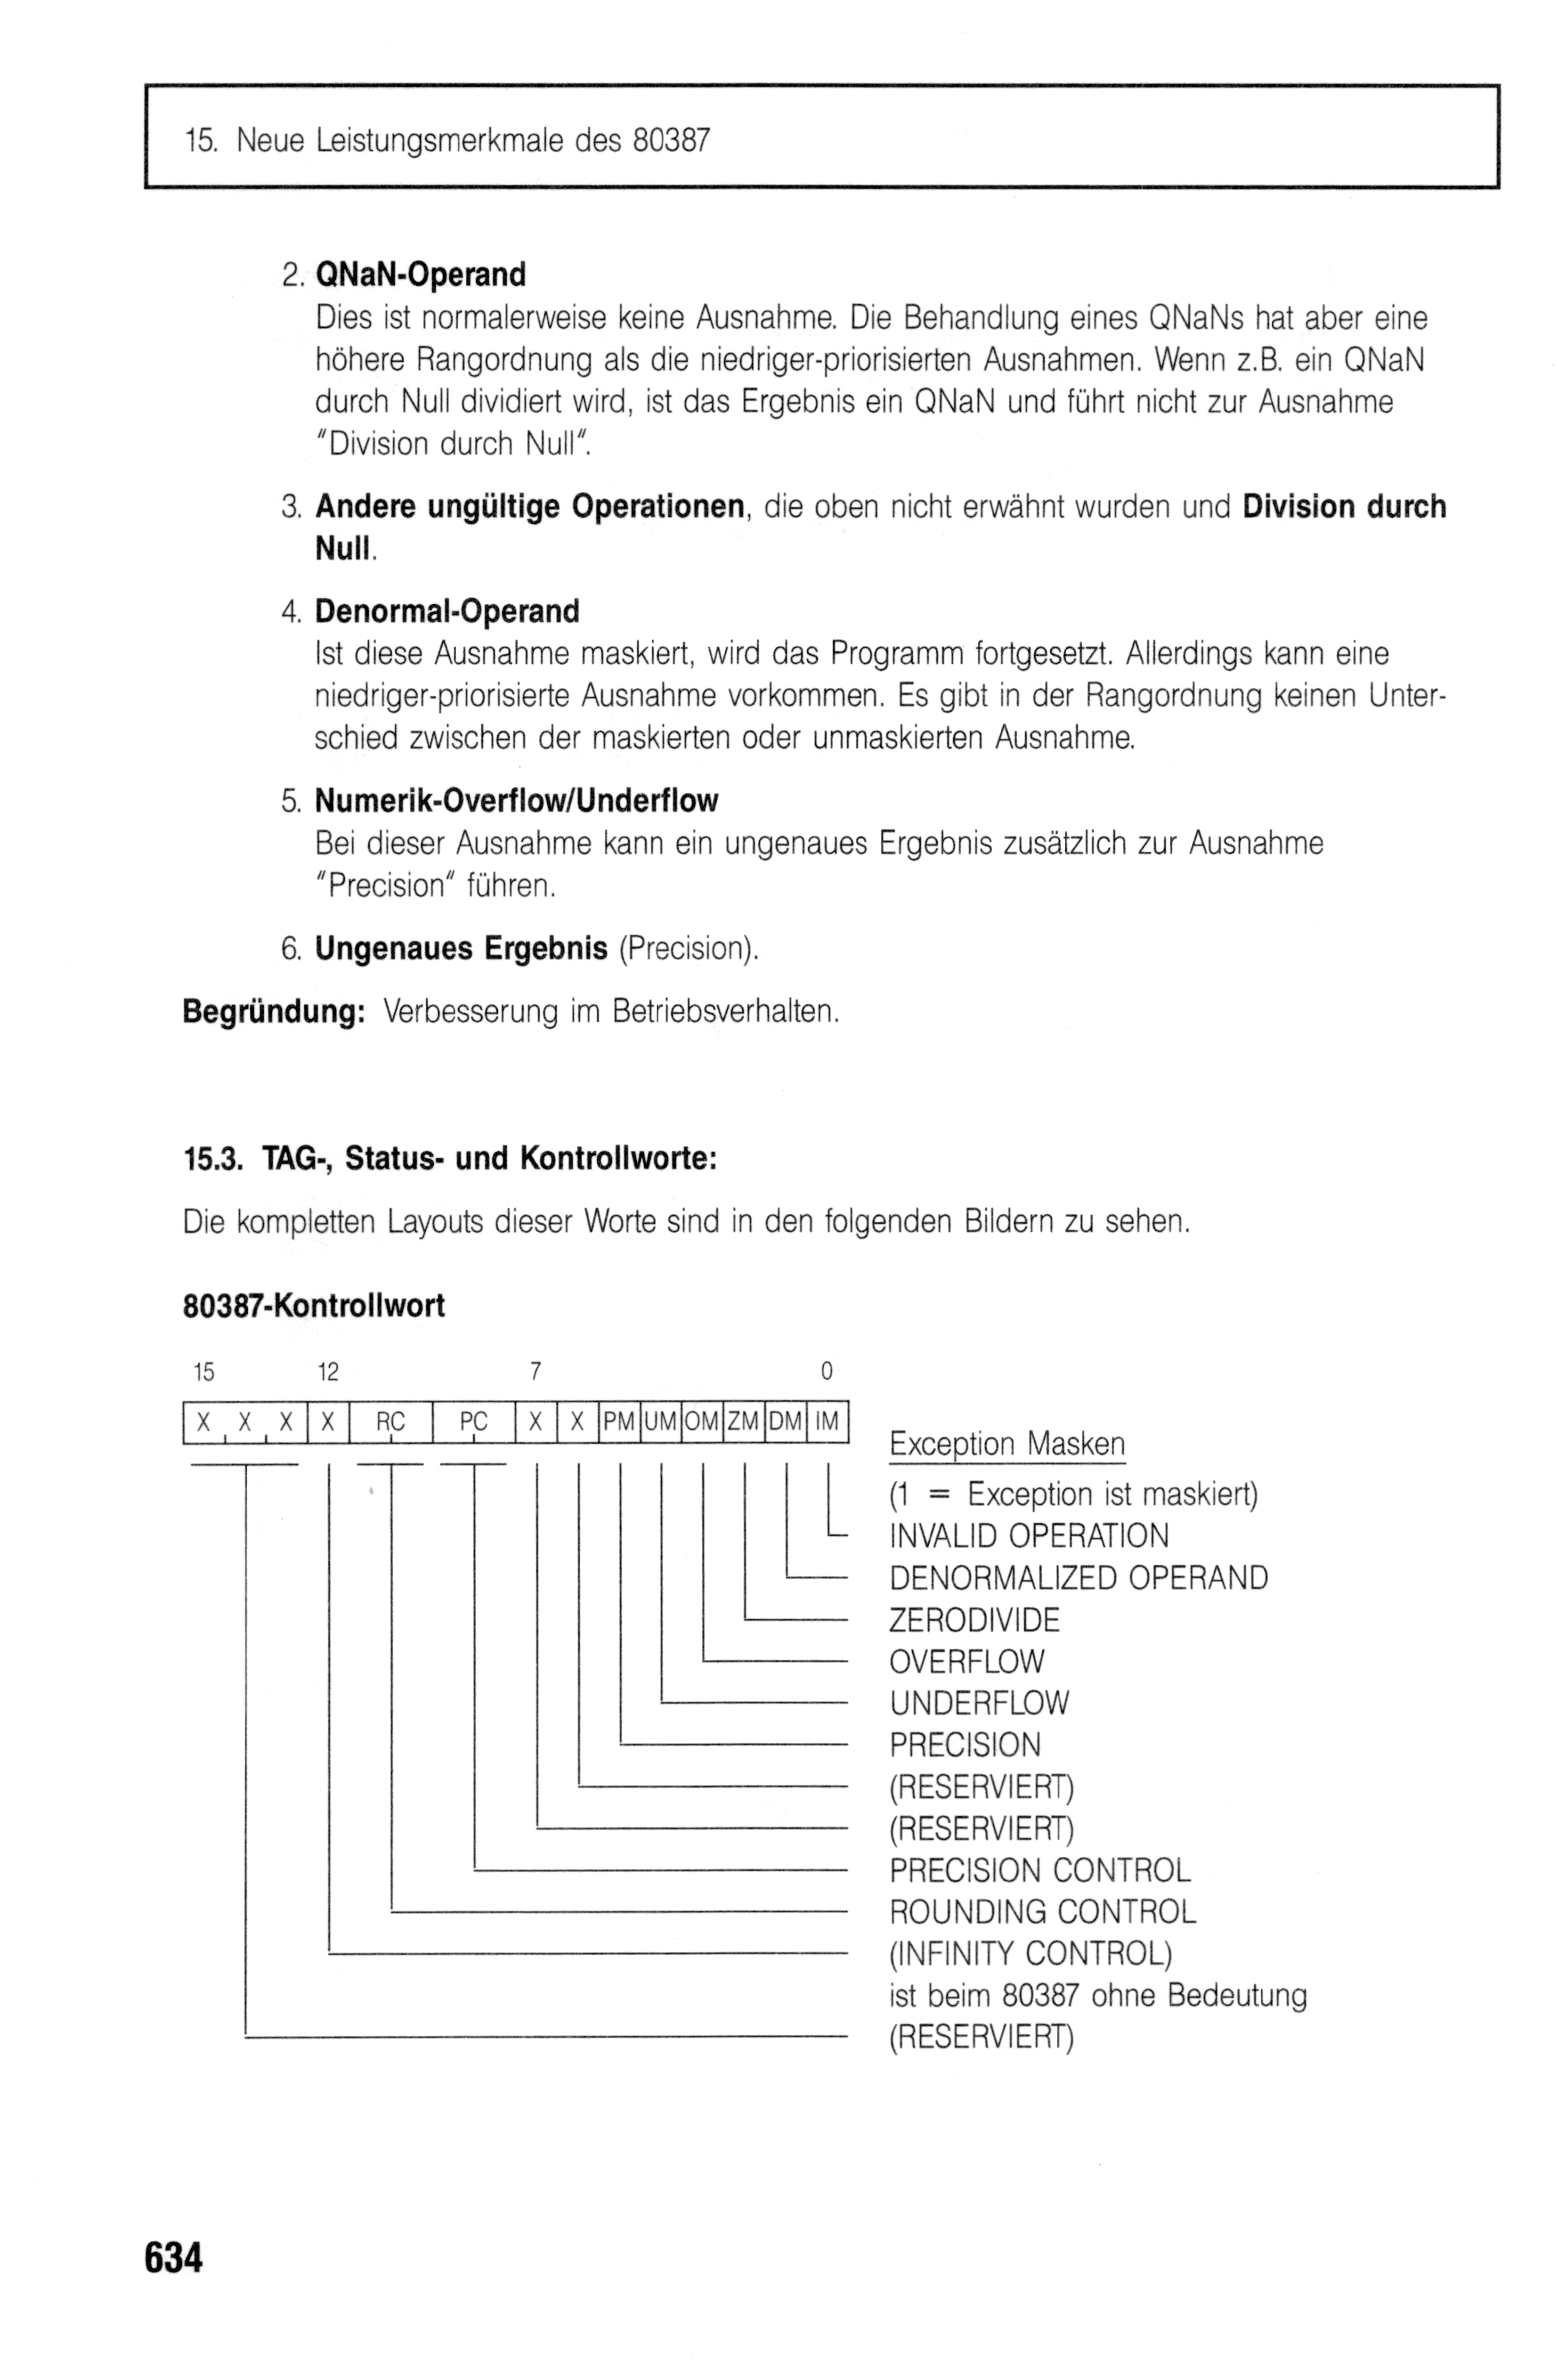 15. Neue Leistungsmerkmale des 80387
2. QNaN-Operand
Dies ist normalerweise keine Ausnahme. Die Behandlung eines QNaNs hat aber eine
höhere Rangordnung als die niedriger-priorisierten Ausnahmen. Wenn z.B. ein QNaN
durch Null dividiert wird, ist das Ergebnis ein QNaN und führt nicht zur Ausnahme
"Division durch Null".
3. Andere ungültige Operationen, die oben nicht erwähnt wurden und Division durch
Null.
4. Denormal-Operand
Ist diese Ausnahme maskiert, wird das Programm fortgesetzt. Allerdings kann eine
niedriger-priorisierte Ausnahme vorkommen. Es gibt in der Rangordnung keinen Unter-
schied zwischen der maskierten oder unmaskierten Ausnahme.
5. Numerik-Overflow/Underflow
Bei dieser Ausnahme kann ein ungenaues Ergebnis zusätzlich zur Ausnahme
"Precision" führen.
6. Ungenaues Ergebnis (Precision).
Begründung: Verbesserung im Betriebsverhalten.
15.3. TAG-, Status- und Kontrollworte:
Die kompletten Layouts dieser Worte sind in den folgenden Bildern zu sehen.
80387-Kontrollwort
15 12 7 0
X X X X RC PC X X PM UM OM ZM DM IM
Exception Masken
(1 = Exception ist maskiert)
INVALID OPERATION
DENORMALIZED OPERAND
ZERODIVIDE
OVERFLOW
UNDERFLOW
PRECISION
(RESERVIERT)
(RESERVIERT)
PRECISION CONTROL
ROUNDING CONTROL
(INFINITY CONTROL)
ist beim 80387 ohne Bedeutung
(RESERVIERT)
634